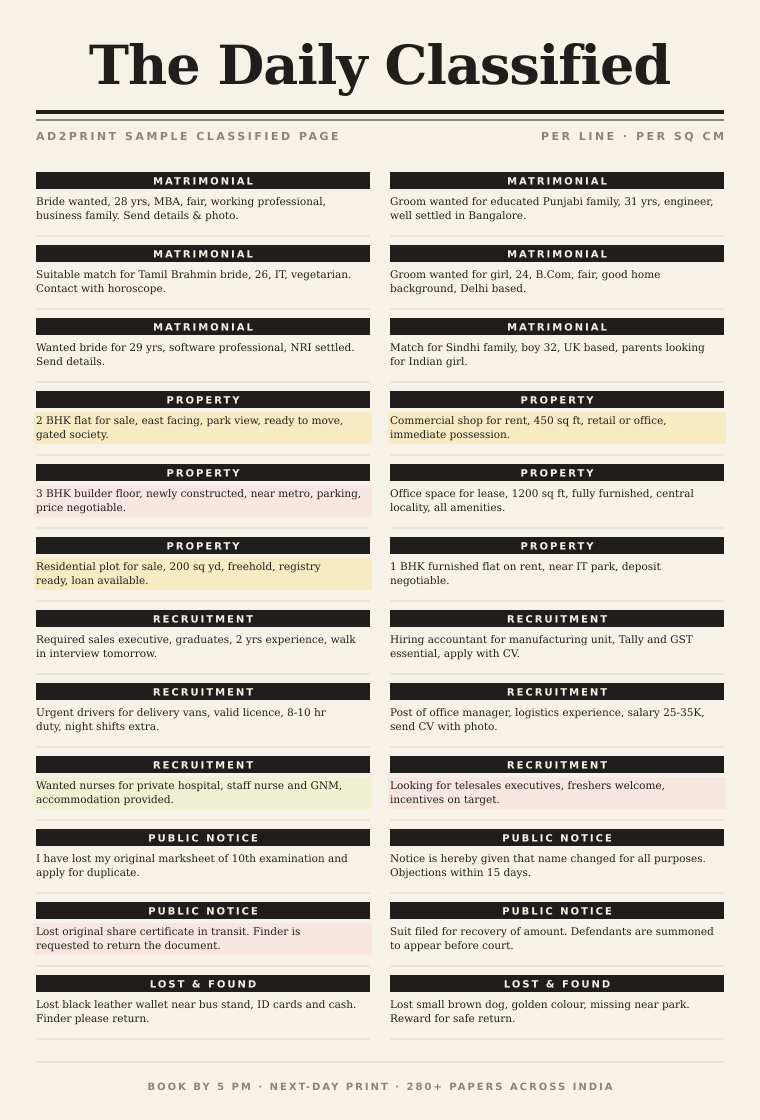 The Daily Classified
AD2PRINT SAMPLE CLASSIFIED PAGE
PER LINE · PER SQ CM
MATRIMONIAL
Bride wanted, 28 yrs, MBA, fair, working professional,
business family. Send details & photo.
MATRIMONIAL
Groom wanted for educated Punjabi family, 31 yrs, engineer,
well settled in Bangalore.
MATRIMONIAL
Suitable match for Tamil Brahmin bride, 26, IT, vegetarian.
Contact with horoscope.
MATRIMONIAL
Groom wanted for girl, 24, B.Com, fair, good home
background, Delhi based.
MATRIMONIAL
Wanted bride for 29 yrs, software professional, NRI settled.
Send details.
MATRIMONIAL
Match for Sindhi family, boy 32, UK based, parents looking
for Indian girl.
PROPERTY
2 BHK flat for sale, east facing, park view, ready to move,
gated society.
PROPERTY
Commercial shop for rent, 450 sq ft, retail or office,
immediate possession.
PROPERTY
3 BHK builder floor, newly constructed, near metro, parking,
price negotiable.
PROPERTY
Office space for lease, 1200 sq ft, fully furnished, central
locality, all amenities.
PROPERTY
Residential plot for sale, 200 sq yd, freehold, registry
ready, loan available.
PROPERTY
1 BHK furnished flat on rent, near IT park, deposit
negotiable.
RECRUITMENT
Required sales executive, graduates, 2 yrs experience, walk
in interview tomorrow.
RECRUITMENT
Hiring accountant for manufacturing unit, Tally and GST
essential, apply with CV.
RECRUITMENT
Urgent drivers for delivery vans, valid licence, 8-10 hr
duty, night shifts extra.
RECRUITMENT
Post of office manager, logistics experience, salary 25-35K,
send CV with photo.
RECRUITMENT
Wanted nurses for private hospital, staff nurse and GNM,
accommodation provided.
RECRUITMENT
Looking for telesales executives, freshers welcome,
incentives on target.
PUBLIC NOTICE
I have lost my original marksheet of 10th examination and
apply for duplicate.
PUBLIC NOTICE
Notice is hereby given that name changed for all purposes.
Objections within 15 days.
PUBLIC NOTICE
Lost original share certificate in transit. Finder is
requested to return the document.
PUBLIC NOTICE
Suit filed for recovery of amount. Defendants are summoned
to appear before court.
LOST & FOUND
Lost black leather wallet near bus stand, ID cards and cash.
Finder please return.
LOST & FOUND
Lost small brown dog, golden colour, missing near park.
Reward for safe return.
BOOK BY 5 PM · NEXT-DAY PRINT · 280+ PAPERS ACROSS INDIA